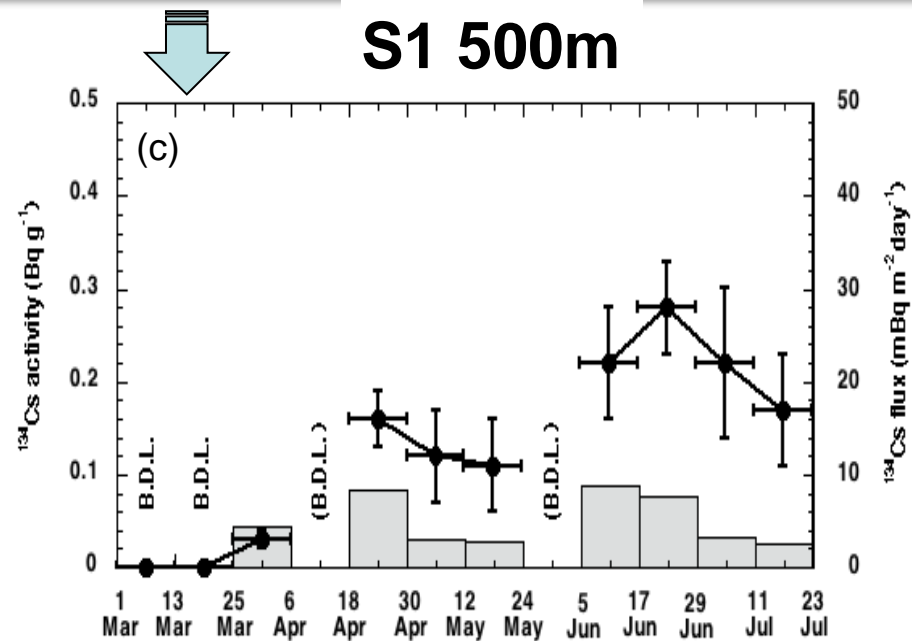 S1 500m
(c)
0.5
0.4
0.3
0.2
0.1
0
¹³⁴Cs activity (Bq g⁻¹)
50
40
30
20
10
0
¹³⁴Cs flux (mBq m⁻² day⁻¹)
B.D.L.
B.D.L.
(B.D.L.)
(B.D.L.)
1 13 25 6 18 30 12 24 5 17 29 11 23
Mar Mar Mar Apr Apr Apr May May Jun Jun Jun Jul Jul